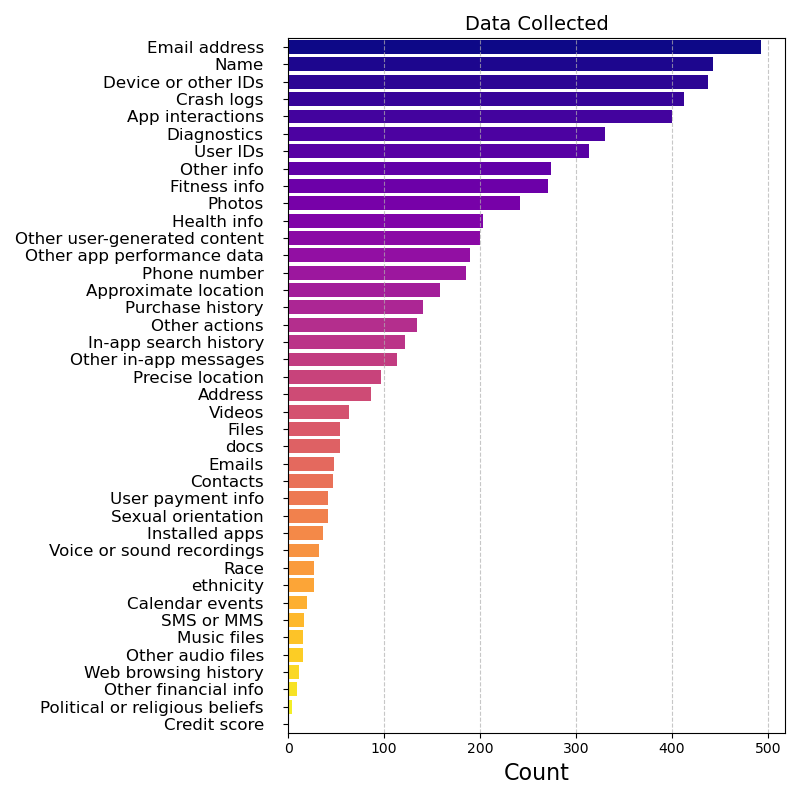 Data Collected
Email address
Name
Device or other IDs
Crash logs
App interactions
Diagnostics
User IDs
Other info
Fitness info
Photos
Health info
Other user-generated content
Other app performance data
Phone number
Approximate location
Purchase history
Other actions
In-app search history
Other in-app messages
Precise location
Address
Videos
Files
docs
Emails
Contacts
User payment info
Sexual orientation
Installed apps
Voice or sound recordings
Race
ethnicity
Calendar events
SMS or MMS
Music files
Other audio files
Web browsing history
Other financial info
Political or religious beliefs
Credit score
0 100 200 300 400 500
Count